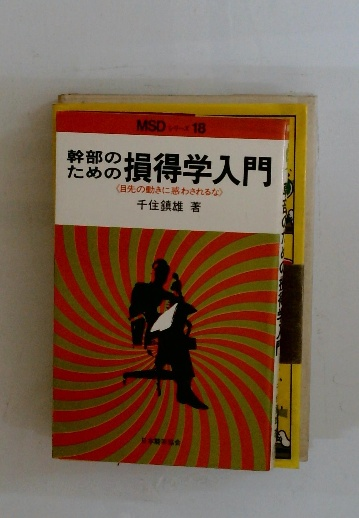 MSDシリーズ18
幹部の
ための
損得学入門
《目先の動きに惑わされるな》
千住鎮雄 著